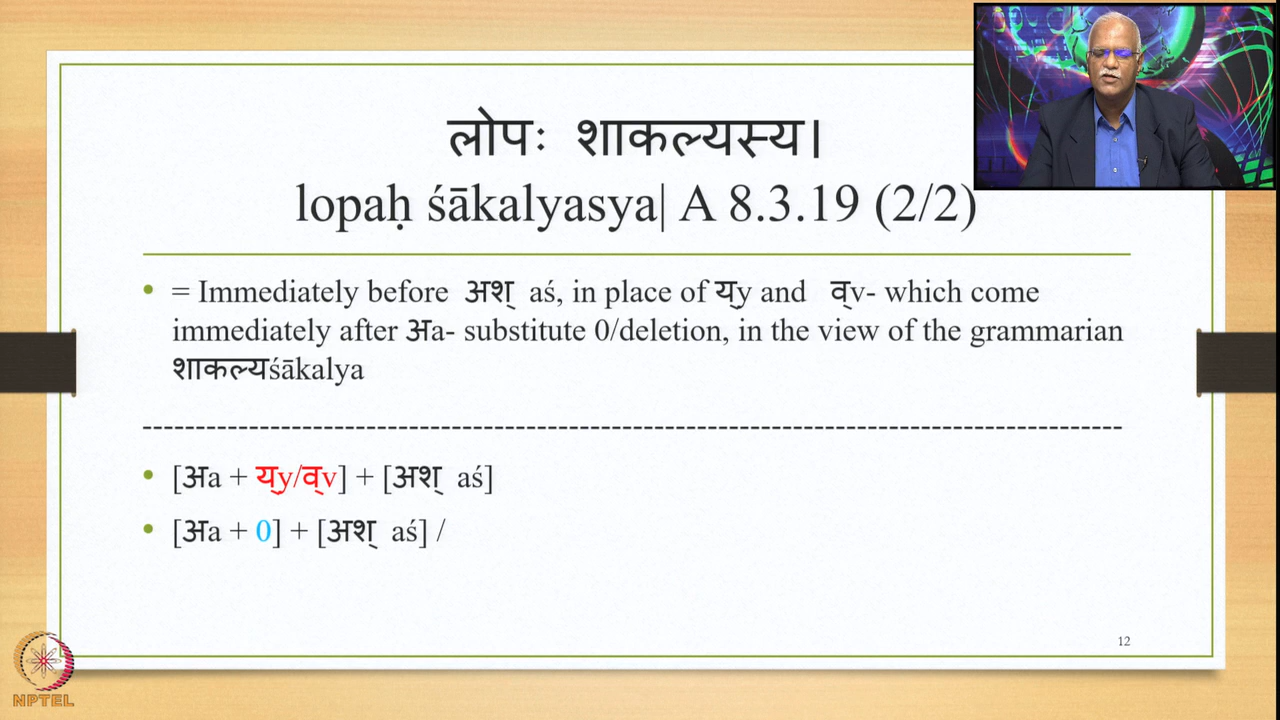 लोपः शाकल्यस्य।
lopaḥ śākalyasya| A 8.3.19 (2/2)
• = Immediately before अश् aś, in place of य्y and व्v- which come
immediately after अa- substitute 0/deletion, in the view of the grammarian
शाकल्यśākalya
--------------------------------------------------------------------------------------------
• [अa + य्y/व्v] + [अश् aś]
• [अa + 0] + [अश् aś] /
12
NPTEL